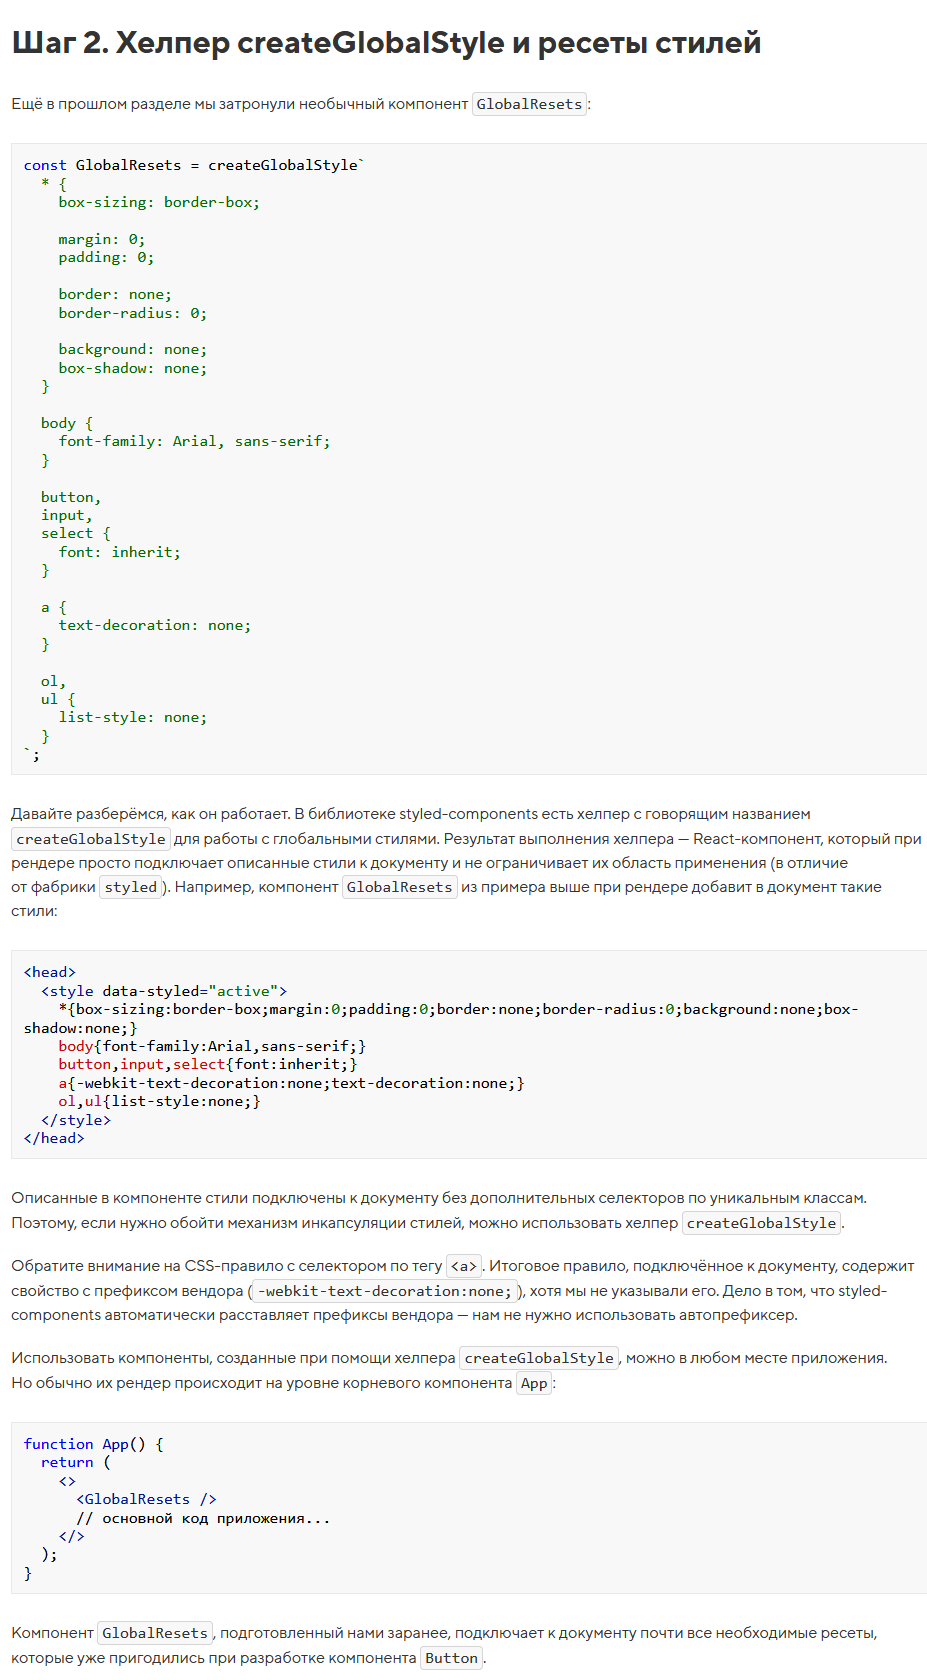 Шаг 2. Хелпер createGlobalStyle и ресеты стилей
Ещё в прошлом разделе мы затронули необычный компонент GlobalResets:
const GlobalResets = createGlobalStyle`
  * {
    box-sizing: border-box;

    margin: 0;
    padding: 0;

    border: none;
    border-radius: 0;

    background: none;
    box-shadow: none;
  }

  body {
    font-family: Arial, sans-serif;
  }

  button,
  input,
  select {
    font: inherit;
  }

  a {
    text-decoration: none;
  }

  ol,
  ul {
    list-style: none;
  }
`;
Давайте разберёмся, как он работает. В библиотеке styled-components есть хелпер с говорящим названием
createGlobalStyle для работы с глобальными стилями. Результат выполнения хелпера — React-компонент, который при
рендере просто подключает описанные стили к документу и не ограничивает их область применения (в отличие
от фабрики styled). Например, компонент GlobalResets из примера выше при рендере добавит в документ такие
стили:
<head>
  <style data-styled="active">
    *{box-sizing:border-box;margin:0;padding:0;border:none;border-radius:0;background:none;box-
shadow:none;}
    body{font-family:Arial,sans-serif;}
    button,input,select{font:inherit;}
    a{-webkit-text-decoration:none;text-decoration:none;}
    ol,ul{list-style:none;}
  </style>
</head>
Описанные в компоненте стили подключены к документу без дополнительных селекторов по уникальным классам.
Поэтому, если нужно обойти механизм инкапсуляции стилей, можно использовать хелпер createGlobalStyle.
Обратите внимание на CSS-правило с селектором по тегу <a>. Итоговое правило, подключённое к документу, содержит
свойство с префиксом вендора (-webkit-text-decoration:none;), хотя мы не указывали его. Дело в том, что styled-
components автоматически расставляет префиксы вендора — нам не нужно использовать автопрефиксер.
Использовать компоненты, созданные при помощи хелпера createGlobalStyle, можно в любом месте приложения.
Но обычно их рендер происходит на уровне корневого компонента App:
function App() {
  return (
    <>
      <GlobalResets />
      // основной код приложения...
    </>
  );
}
Компонент GlobalResets, подготовленный нами заранее, подключает к документу почти все необходимые ресеты,
которые уже пригодились при разработке компонента Button.